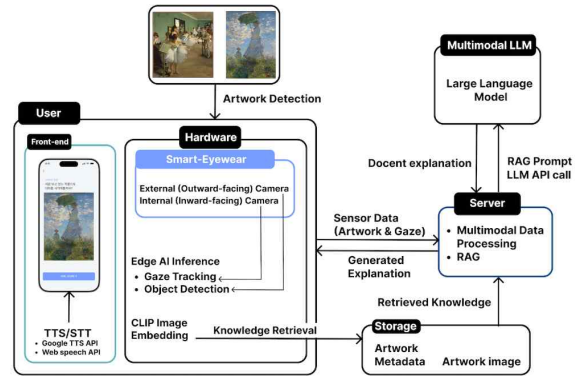 Artwork Detection
User
Front-end
TTS/STT
• Google TTS API
• Web speech API
Hardware
Smart-Eyewear
External (Outward-facing) Camera
Internal (Inward-facing) Camera
Edge AI Inference
• Gaze Tracking
• Object Detection
CLIP Image
Embedding
Knowledge Retrieval
Sensor Data
(Artwork & Gaze)
Generated
Explanation
Multimodal LLM
Large Language
Model
Docent explanation
RAG Prompt
LLM API call
Server
• Multimodal Data
Processing
• RAG
Retrieved Knowledge
Storage
Artwork
Metadata
Artwork image